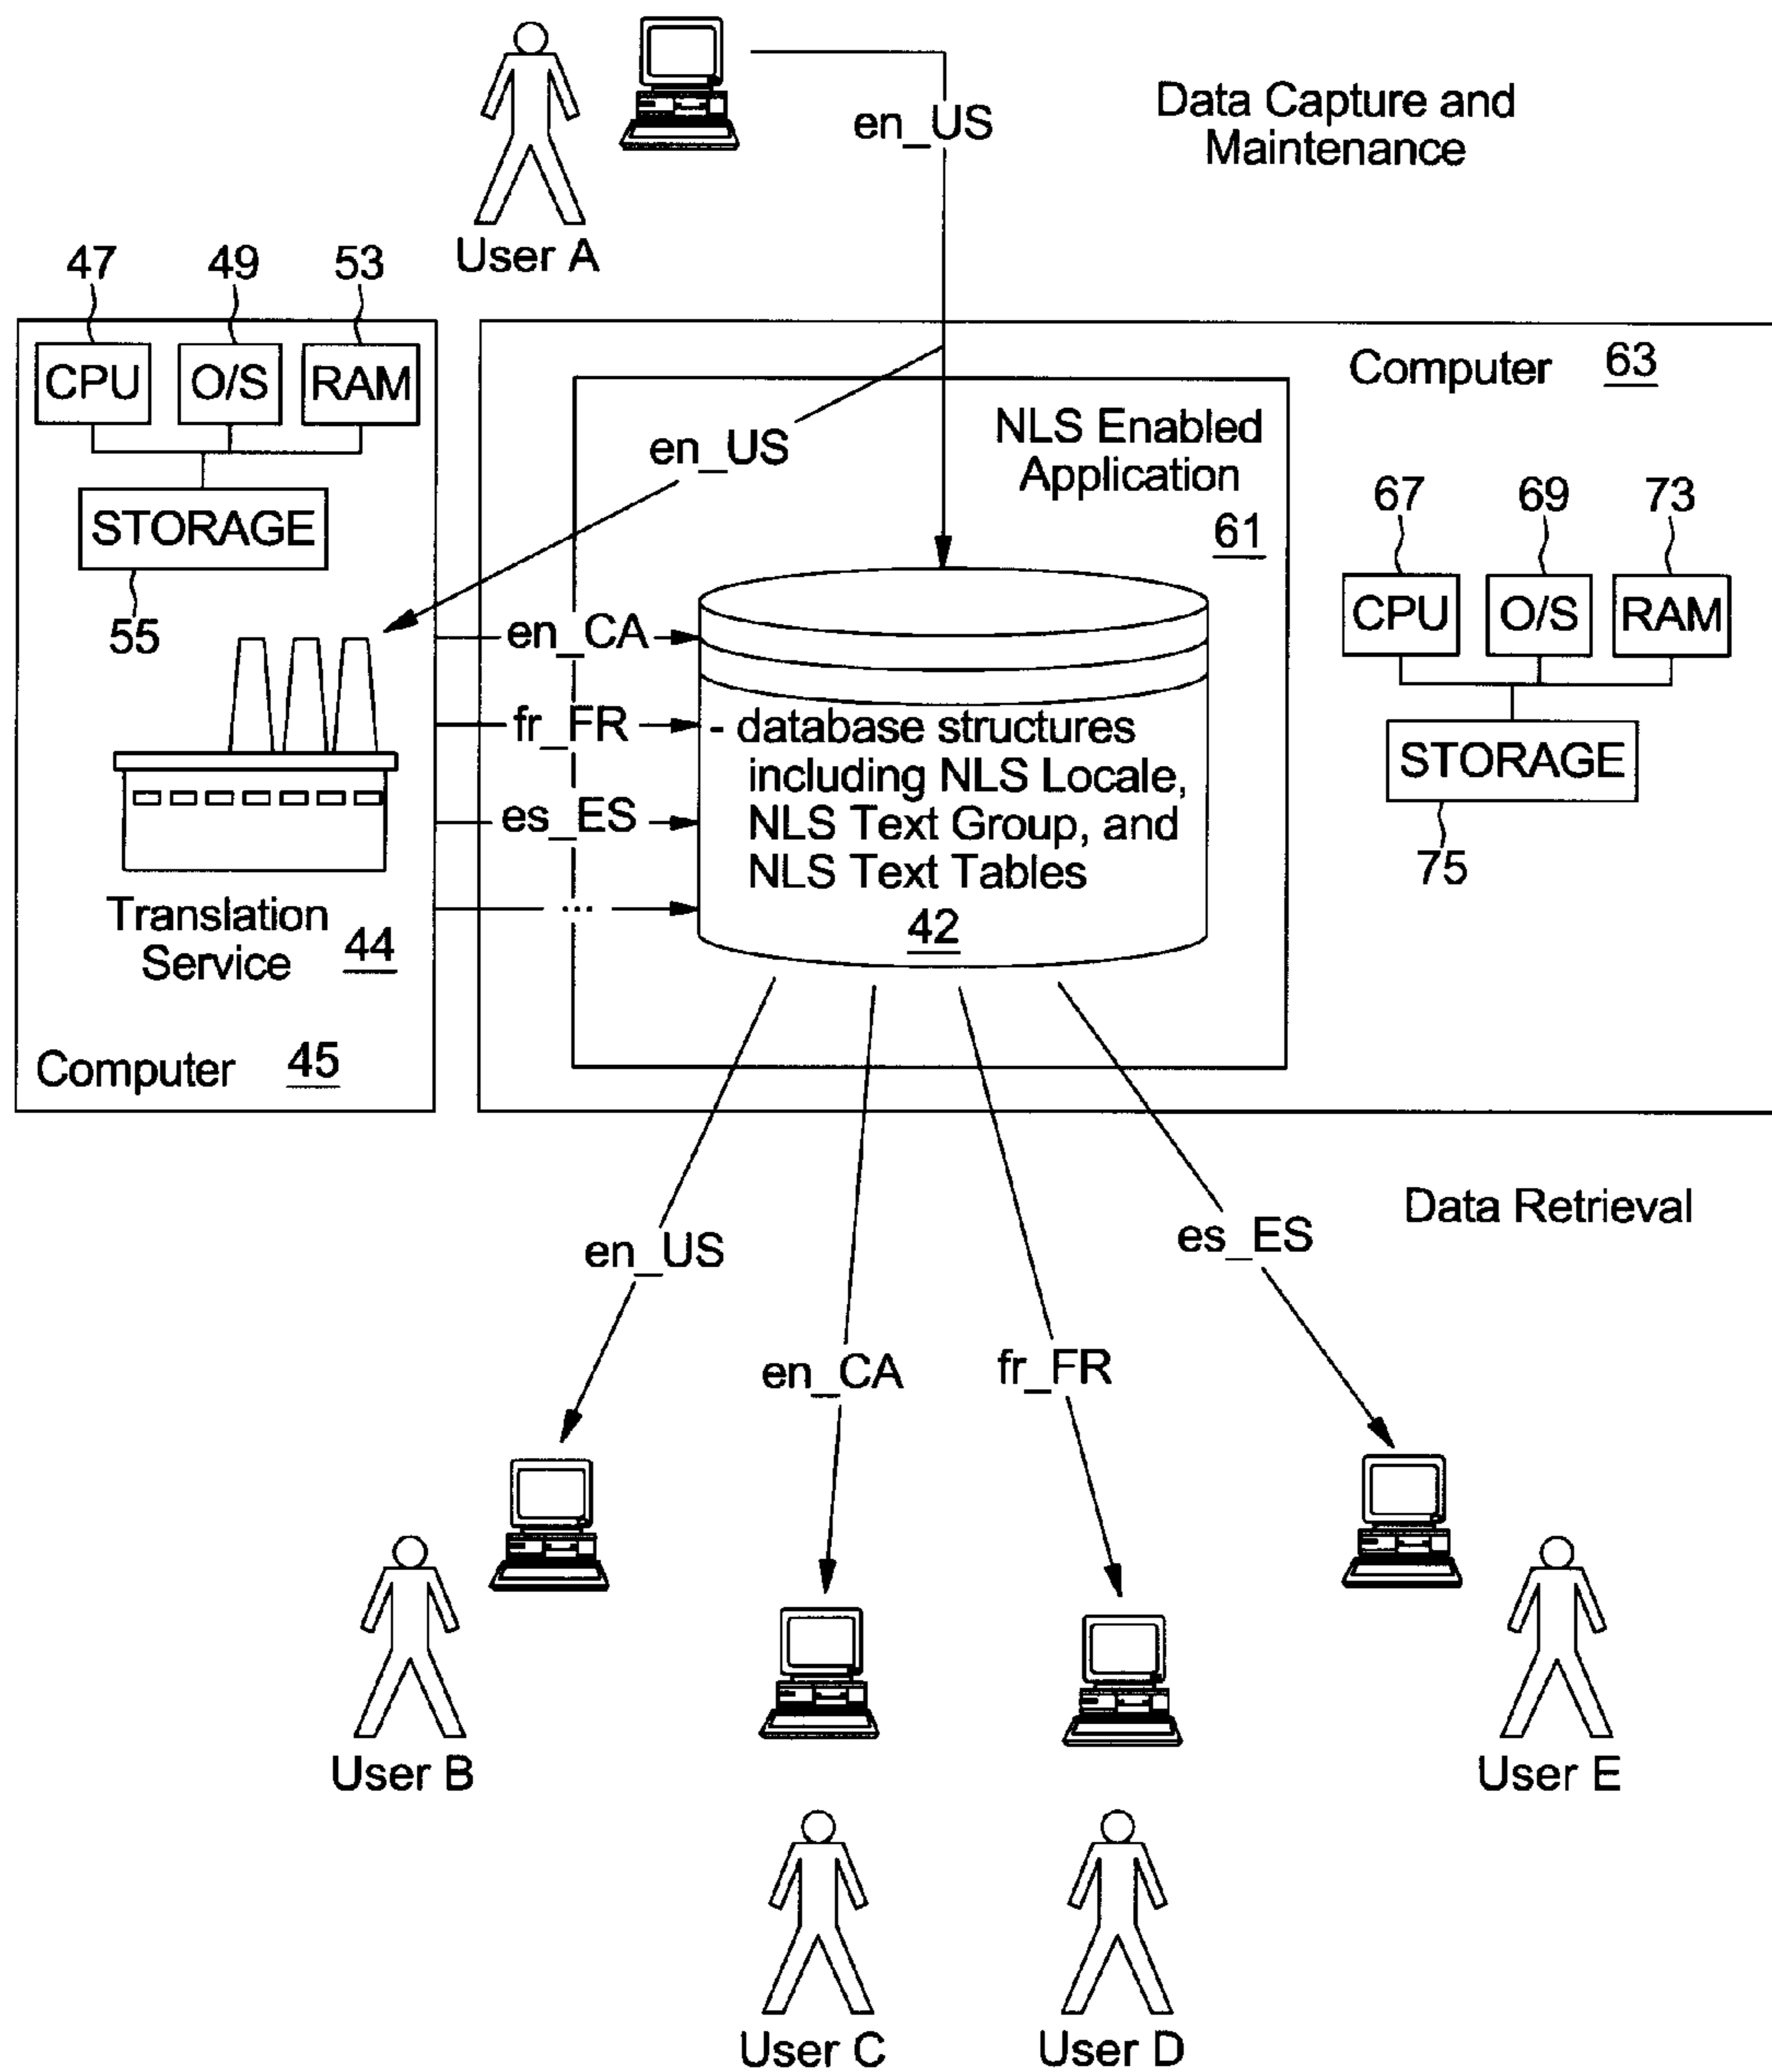 en_US
Data Capture and
Maintenance
User A
47
49
53
CPU
O/S
RAM
STORAGE
55
Computer 63
NLS Enabled
Application
61
en_US
67
69
73
CPU
O/S
RAM
STORAGE
75
en_CA
fr_FR
es_ES
...
- database structures
including NLS Locale,
NLS Text Group, and
NLS Text Tables
42
Translation
Service 44
Computer 45
Data Retrieval
en_US
en_CA
fr_FR
es_ES
User B
User E
User C
User D